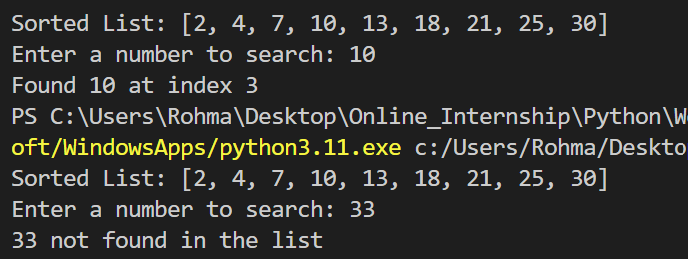 Sorted List: [2, 4, 7, 10, 13, 18, 21, 25, 30]
Enter a number to search: 10
Found 10 at index 3
PS C:\Users\Rohma\Desktop\Online_Internship\Python\W
oft/WindowsApps/python3.11.exe c:/Users/Rohma/Deskto
Sorted List: [2, 4, 7, 10, 13, 18, 21, 25, 30]
Enter a number to search: 33
33 not found in the list